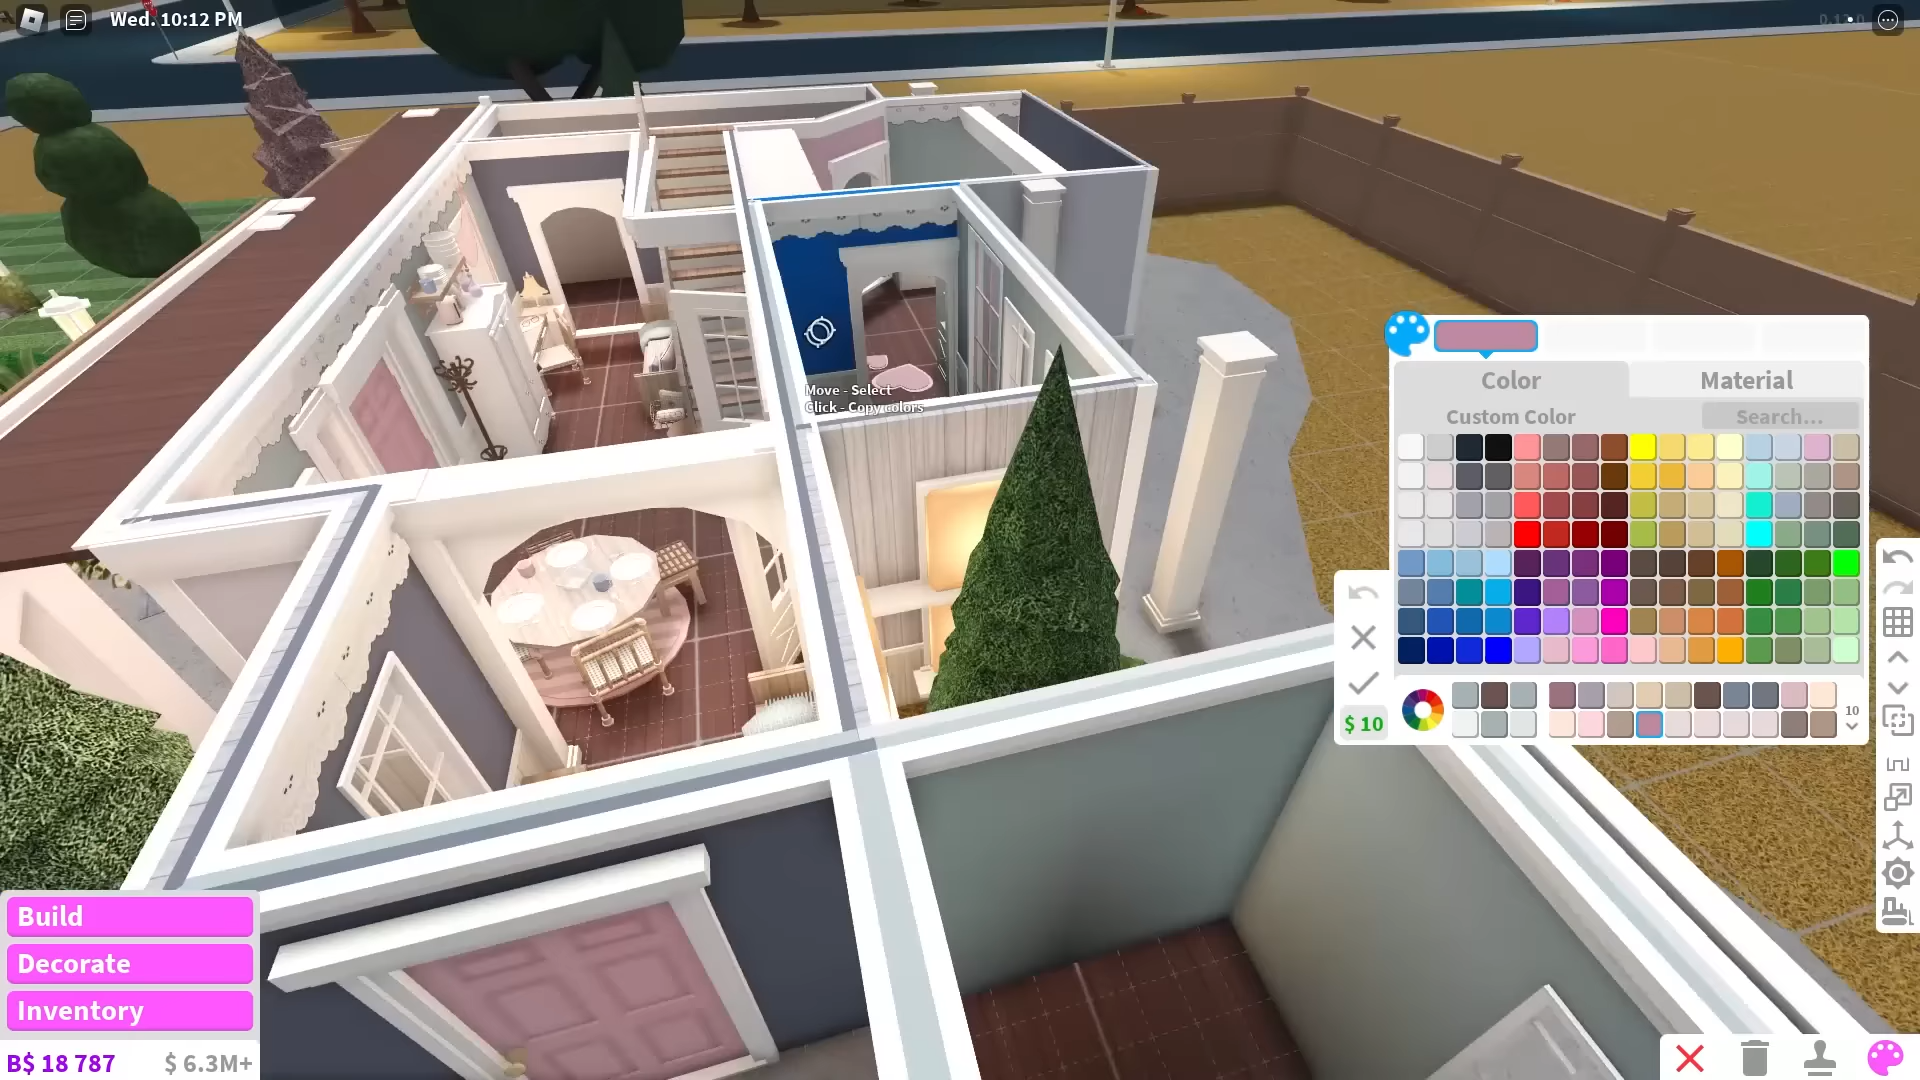 Wed. 10:12 PM
Move - Select
Click - Copy colors
Color
Material
Custom Color
Search...
$ 10
10
Build
Decorate
Inventory
B$ 18 787
$ 6.3M+